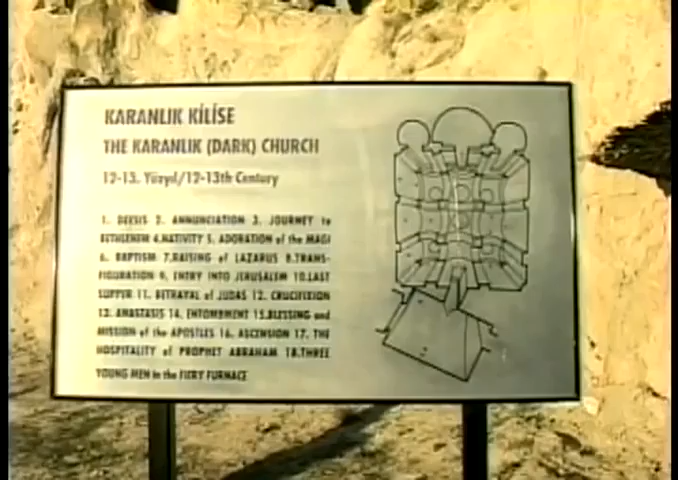 KARANLIK KİLİSE
THE KARANLIK (DARK) CHURCH
12-13. Yüzyıl/12-13th Century
1. DEESIS 2. ANNUNCIATION 3. JOURNEY to
BETHLEHEM 4.NATIVITY 5. ADORATION of the MAGI
6. BAPTISM 7.RAISING of LAZARUS 8.TRANS-
FIGURATION 9. ENTRY INTO JERUSALEM 10.LAST
SUPPER 11. BETRAYAL of JUDAS 12. CRUCIFIXION
13. ANASTASIS 14. ENTOMBMENT 15.BLESSING and
MISSION of the APOSTLES 16. ASCENSION 17. THE
HOSPITALITY of PROPHET ABRAHAM 18.THREE
YOUNG MEN in the FIERY FURNACE